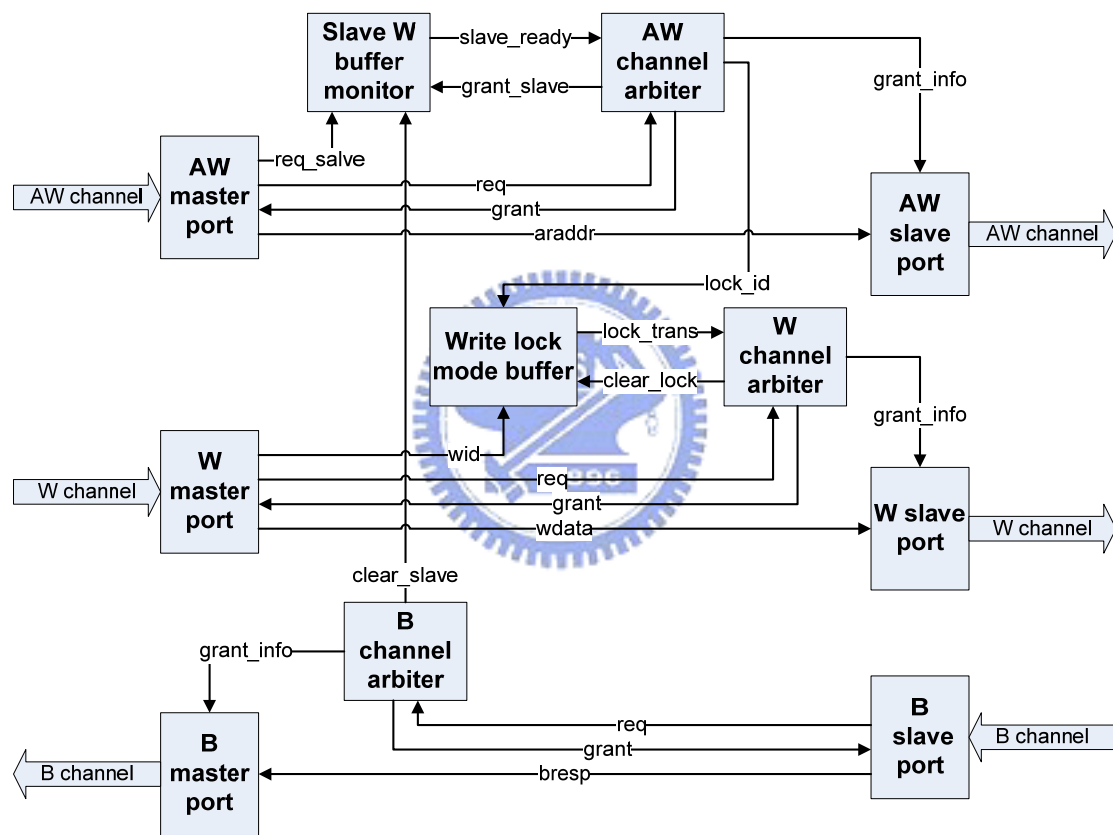 Slave W
buffer
monitor
slave_ready
grant_slave
AW
channel
arbiter
grant_info
req_salve
AW channel
AW
master
port
req
grant
araddr
AW
slave
port
AW channel
lock_id
Write lock
mode buffer
lock_trans
clear_lock
W
channel
arbiter
grant_info
W channel
W
master
port
wid
req
grant
wdata
W slave
port
W channel
1996
clear_slave
B
channel
arbiter
grant_info
req
grant
bresp
B
slave
port
B channel
B channel
B
master
port